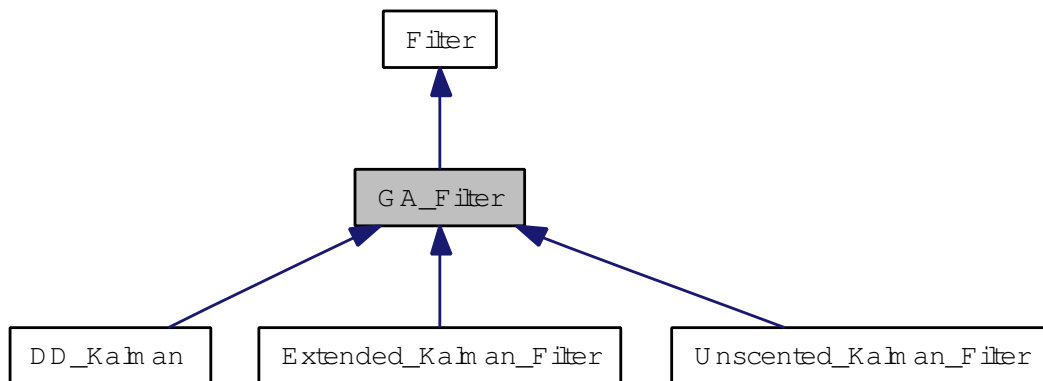 Filter
GA_Filter
DD_Kalman
Extended_Kalman_Filter
Unscented_Kalman_Filter